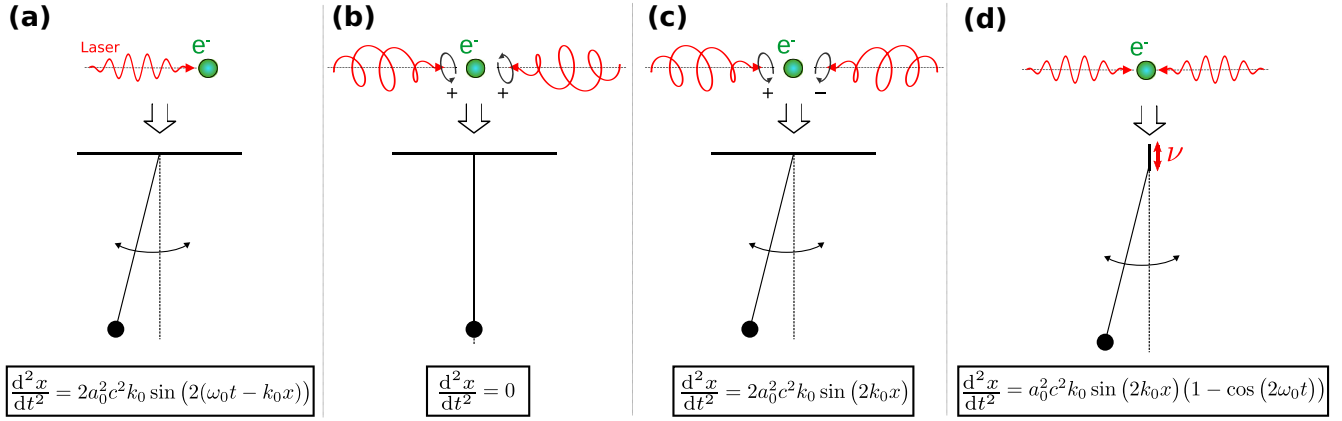 (a)
Laser
e⁻
d²x/dt² = 2a₀²c²k₀ sin (2(ω₀t − k₀x))
(b)
e⁻
+ +
d²x/dt² = 0
(c)
e⁻
+ −
d²x/dt² = 2a₀²c²k₀ sin (2k₀x)
(d)
e⁻
ν
d²x/dt² = a₀²c²k₀ sin (2k₀x)(1 − cos (2ω₀t))